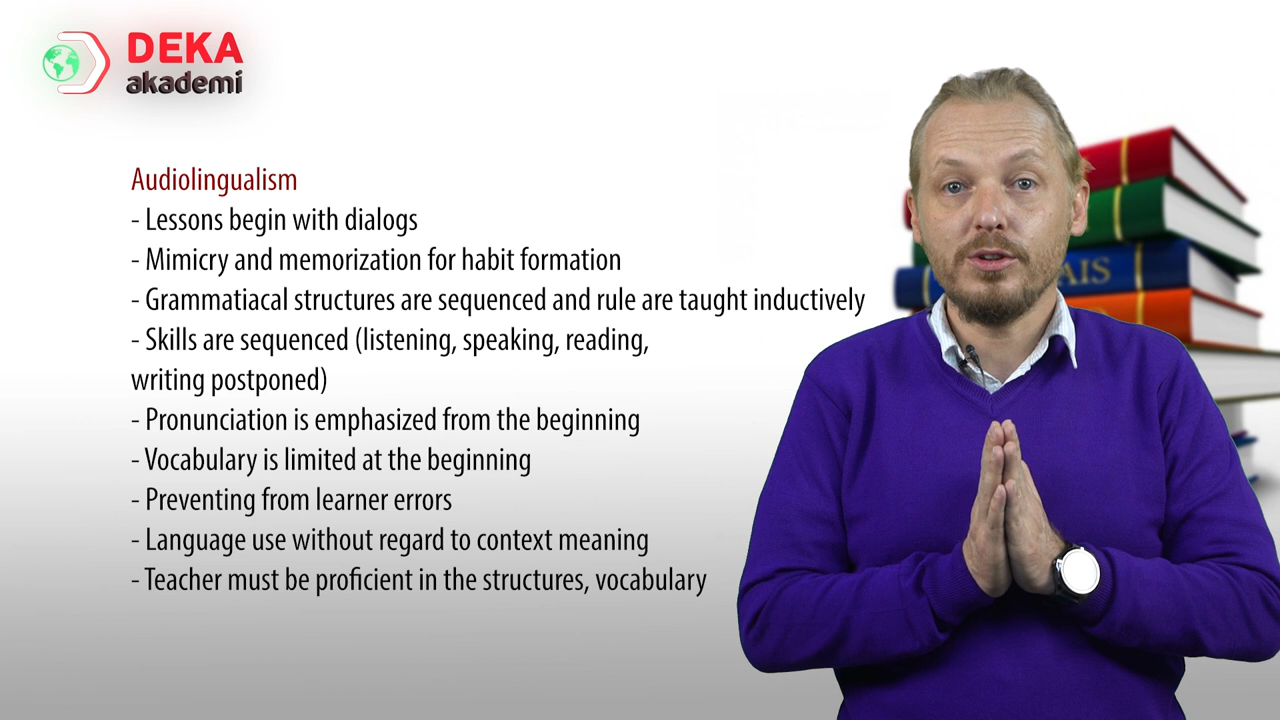 DEKA
akademi
Audiolingualism
- Lessons begin with dialogs
- Mimicry and memorization for habit formation
- Grammatiacal structures are sequenced and rule are taught inductively
- Skills are sequenced (listening, speaking, reading,
writing postponed)
- Pronunciation is emphasized from the beginning
- Vocabulary is limited at the beginning
- Preventing from learner errors
- Language use without regard to context meaning
- Teacher must be proficient in the structures, vocabulary
AIS